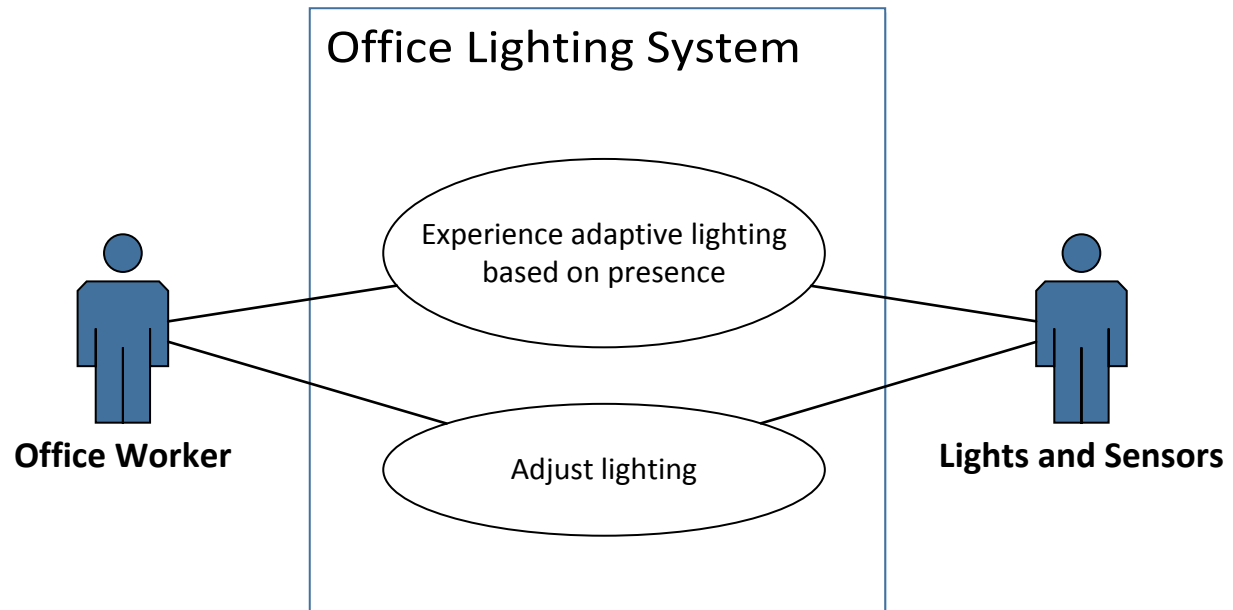 Office Lighting System
Experience adaptive lighting
based on presence
Office Worker
Lights and Sensors
Adjust lighting